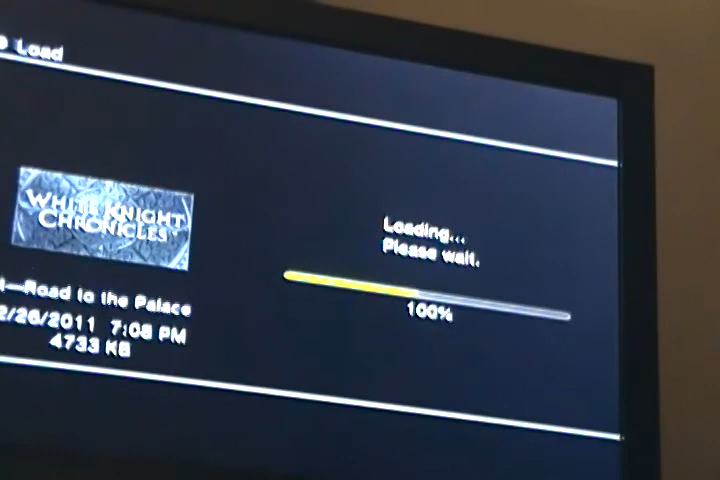 Load
WHITE KNIGHT
CHRONICLES
Loading...
Please wait.
100%
—Road to the Palace
2/26/2011 7:08 PM
4733 KB